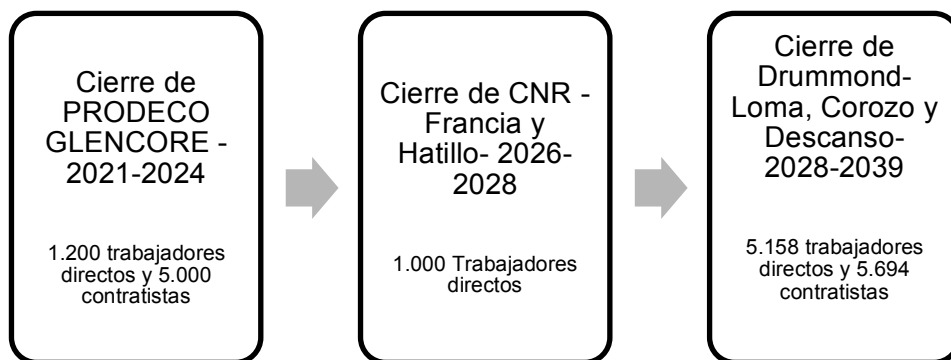 Cierre de
PRODECO
GLENCORE -
2021-2024
1.200 trabajadores
directos y 5.000
contratistas
Cierre de CNR -
Francia y
Hatillo- 2026-
2028
1.000 Trabajadores
directos
Cierre de
Drummond-
Loma, Corozo y
Descanso-
2028-2039
5.158 trabajadores
directos y 5.694
contratistas